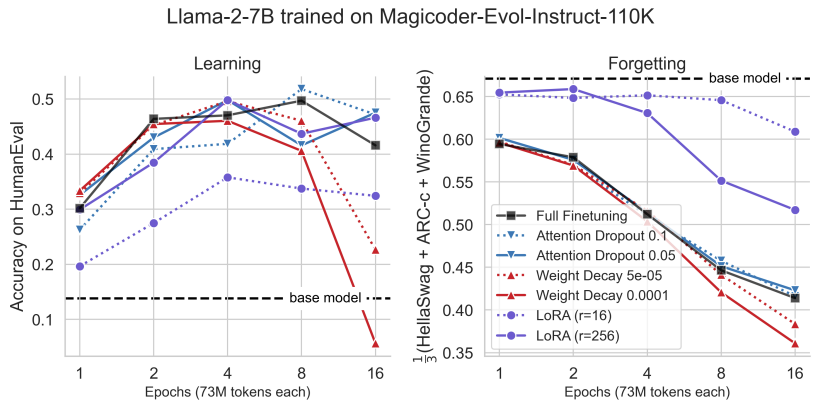 Llama-2-7B trained on Magicoder-Evol-Instruct-110K
Learning
Accuracy on HumanEval
0.5
0.4
0.3
0.2
0.1
base model
1 2 4 8 16
Epochs (73M tokens each)
Forgetting
1/3(HellaSwag + ARC-c + WinoGrande)
0.65
0.60
0.55
0.50
0.45
0.40
0.35
base model
Full Finetuning
Attention Dropout 0.1
Attention Dropout 0.05
Weight Decay 5e-05
Weight Decay 0.0001
LoRA (r=16)
LoRA (r=256)
1 2 4 8 16
Epochs (73M tokens each)